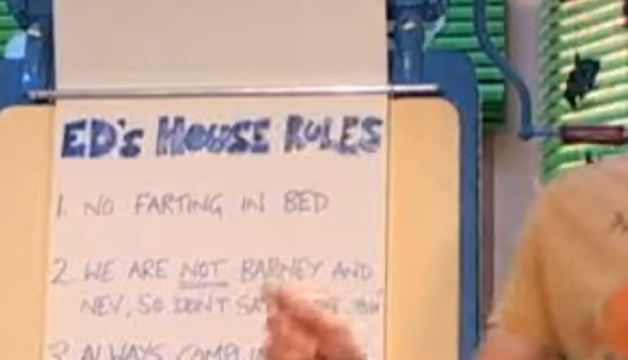 ED's HOUSE RULES
1. NO FARTING IN BED
2. WE ARE NOT BARNEY AND
NEV, SO DON'T SAY
3. ALWAYS